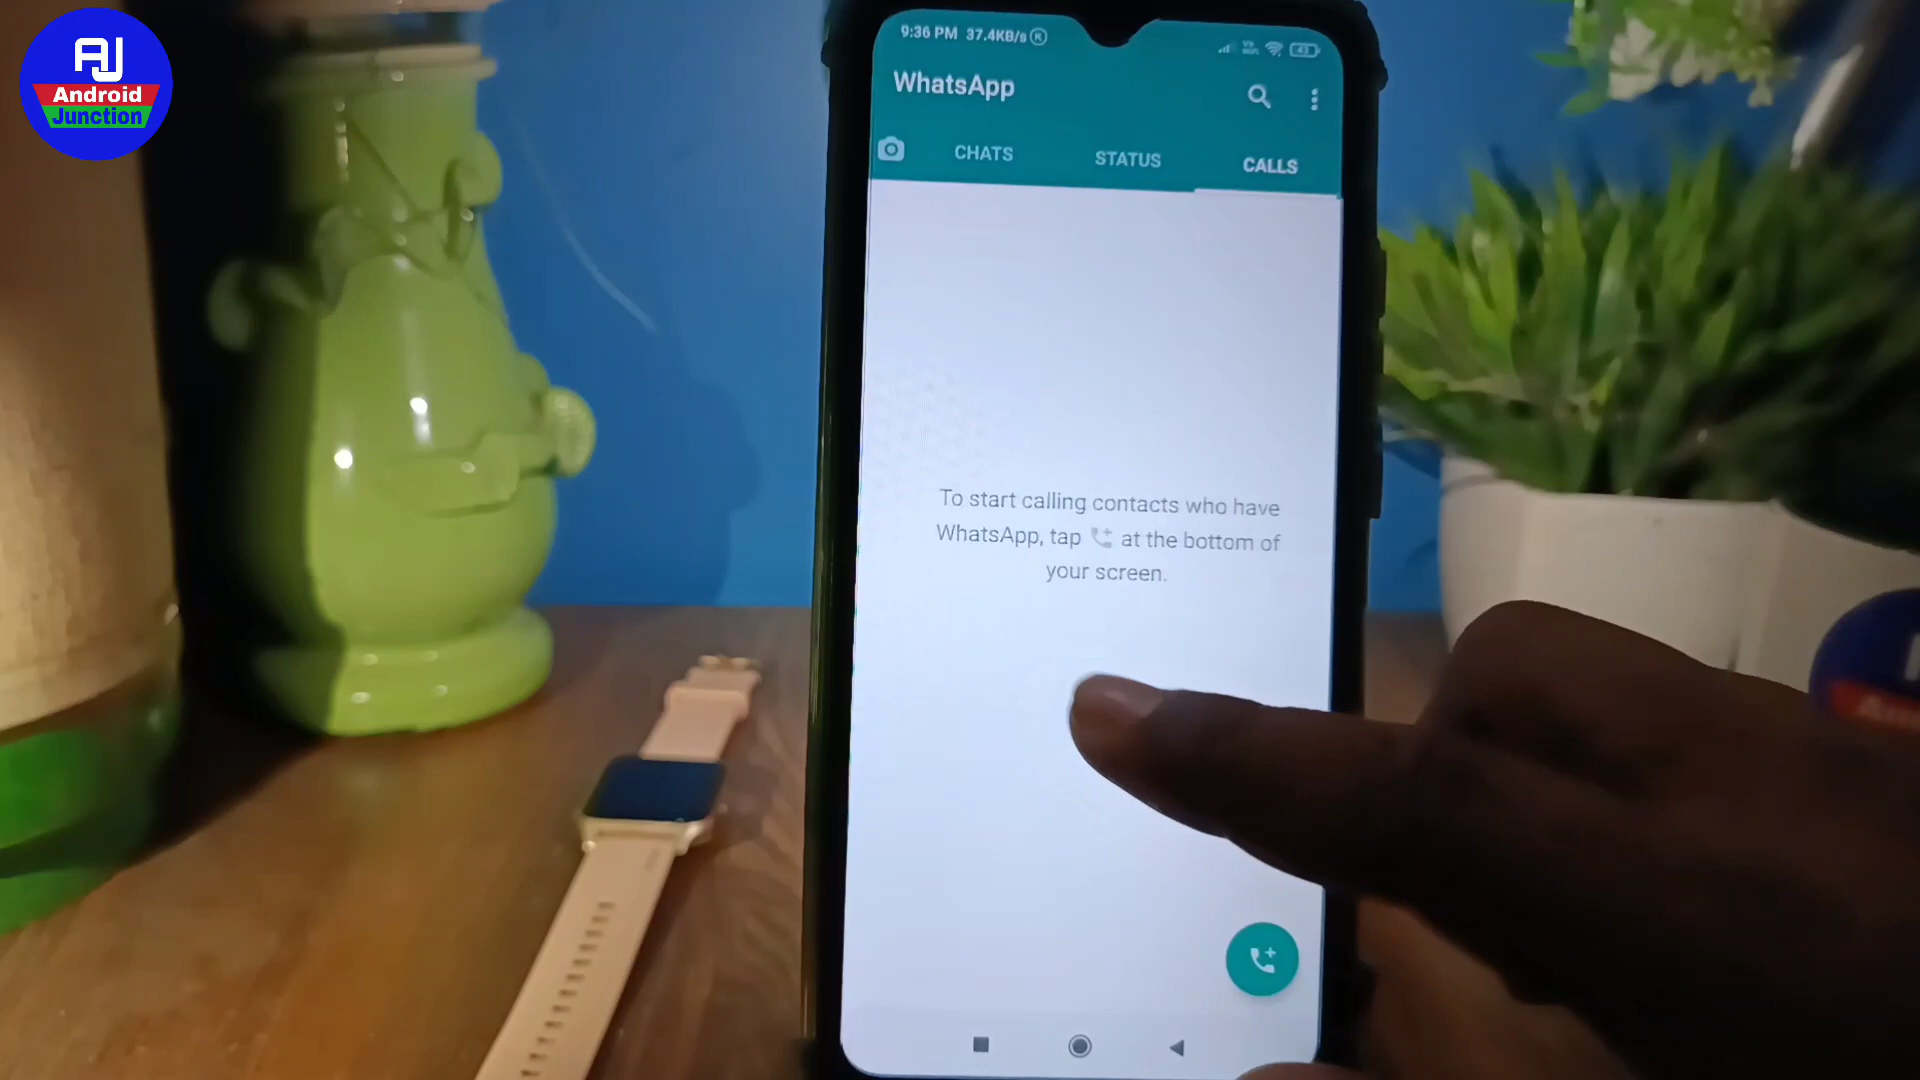 AJ
Android
Junction
9:36 PM 37.4KB/s
43
WhatsApp
CHATS
STATUS
CALLS
To start calling contacts who have
WhatsApp, tap at the bottom of
your screen.